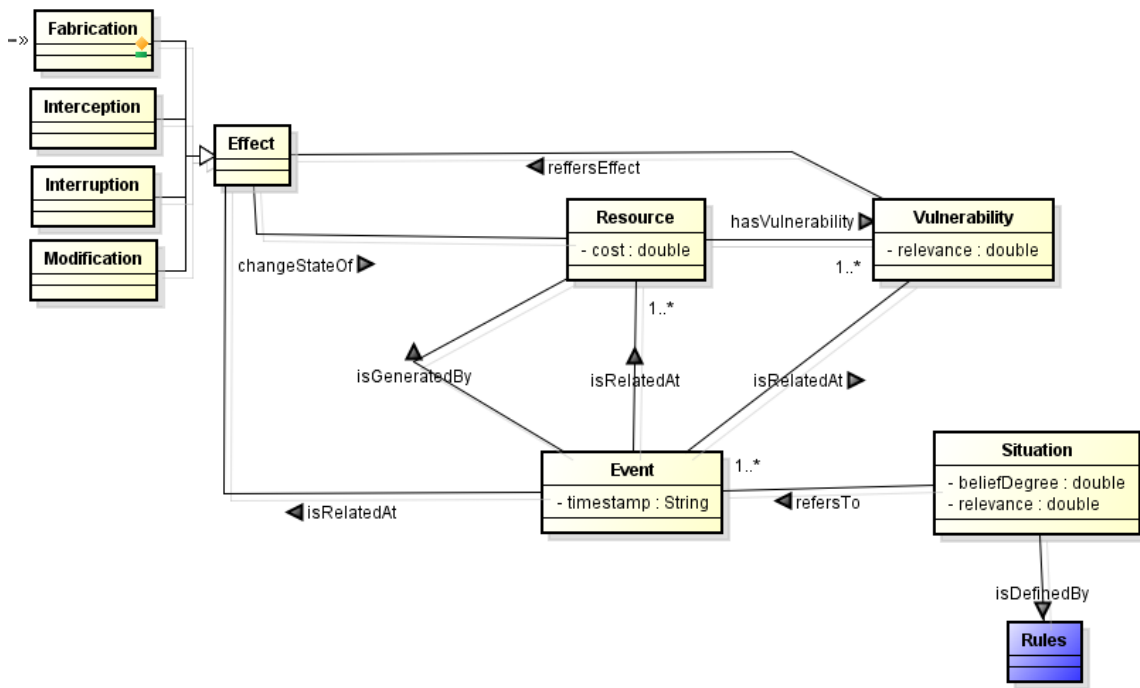 Fabrication
Interception
Interruption
Modification
Effect
reffersEffect
changeStateOf
Resource
- cost : double
hasVulnerability
1..*
Vulnerability
- relevance : double
1..*
isGeneratedBy
isRelatedAt
isRelatedAt
Event
- timestamp : String
1..*
isRelatedAt
refersTo
Situation
- beliefDegree : double
- relevance : double
isDefinedBy
Rules